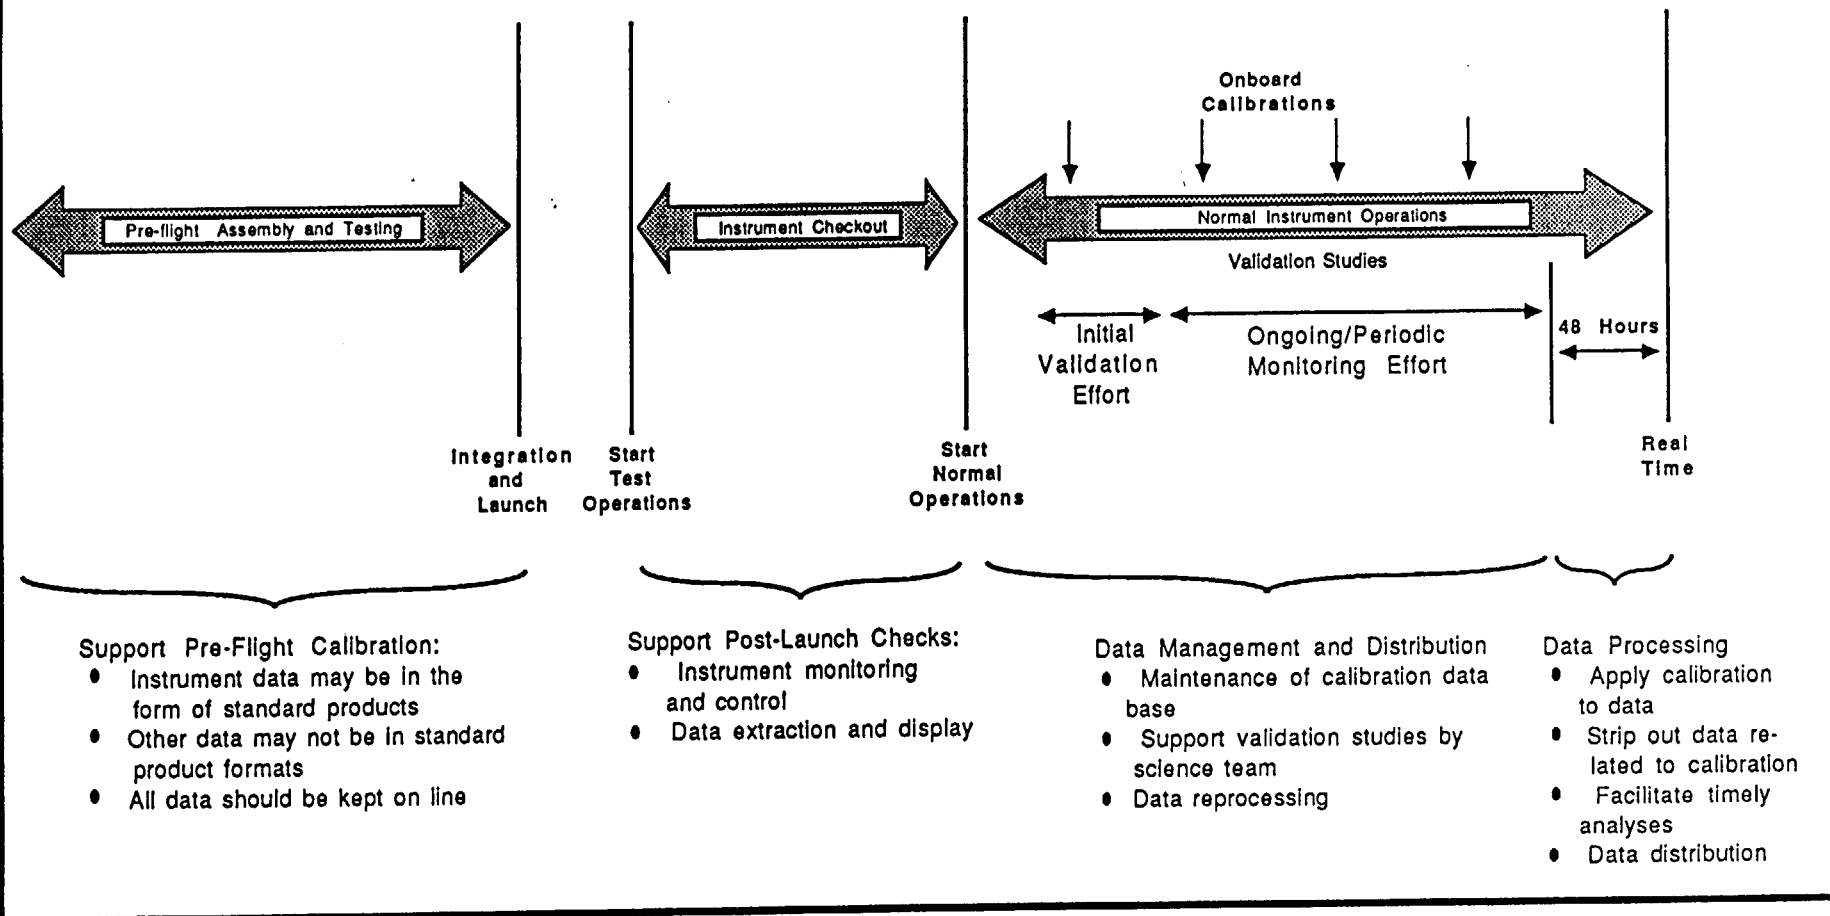 Onboard
Calibrations
Pre-flight Assembly and Testing
Instrument Checkout
Normal Instrument Operations
Validation Studies
48 Hours
Initial
Validation
Effort
Ongoing/Periodic
Monitoring Effort
Integration
and
Launch
Start
Test
Operations
Start
Normal
Operations
Real
Time
Support Pre-Flight Calibration:
● Instrument data may be in the
form of standard products
● Other data may not be in standard
product formats
● All data should be kept on line
Support Post-Launch Checks:
● Instrument monitoring
and control
● Data extraction and display
Data Management and Distribution
● Maintenance of calibration data
base
● Support validation studies by
science team
● Data reprocessing
Data Processing
● Apply calibration
to data
● Strip out data re-
lated to calibration
● Facilitate timely
analyses
● Data distribution